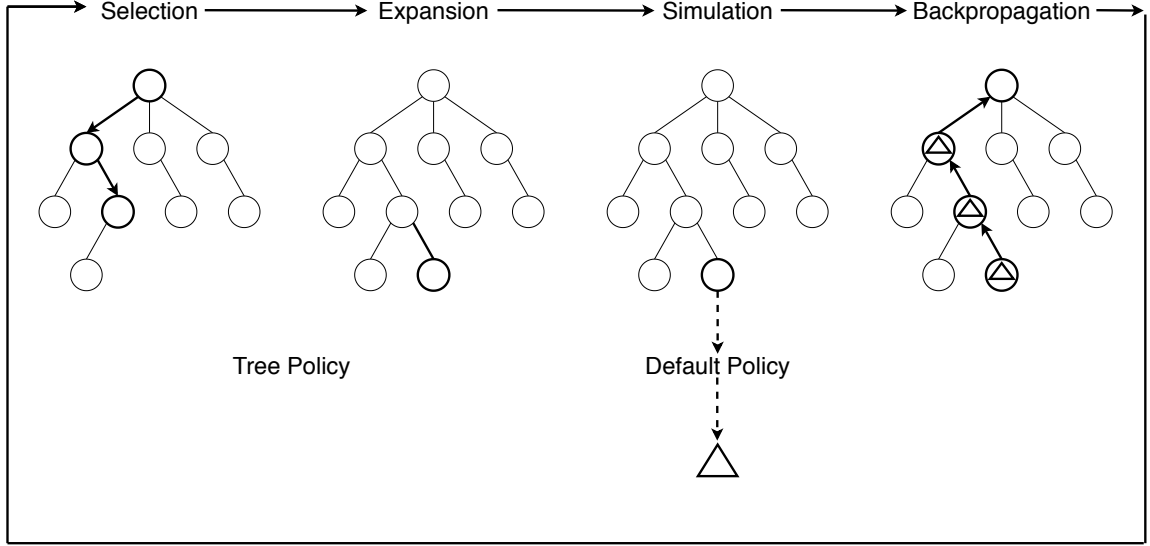 Selection Expansion Simulation Backpropagation
Tree Policy Default Policy